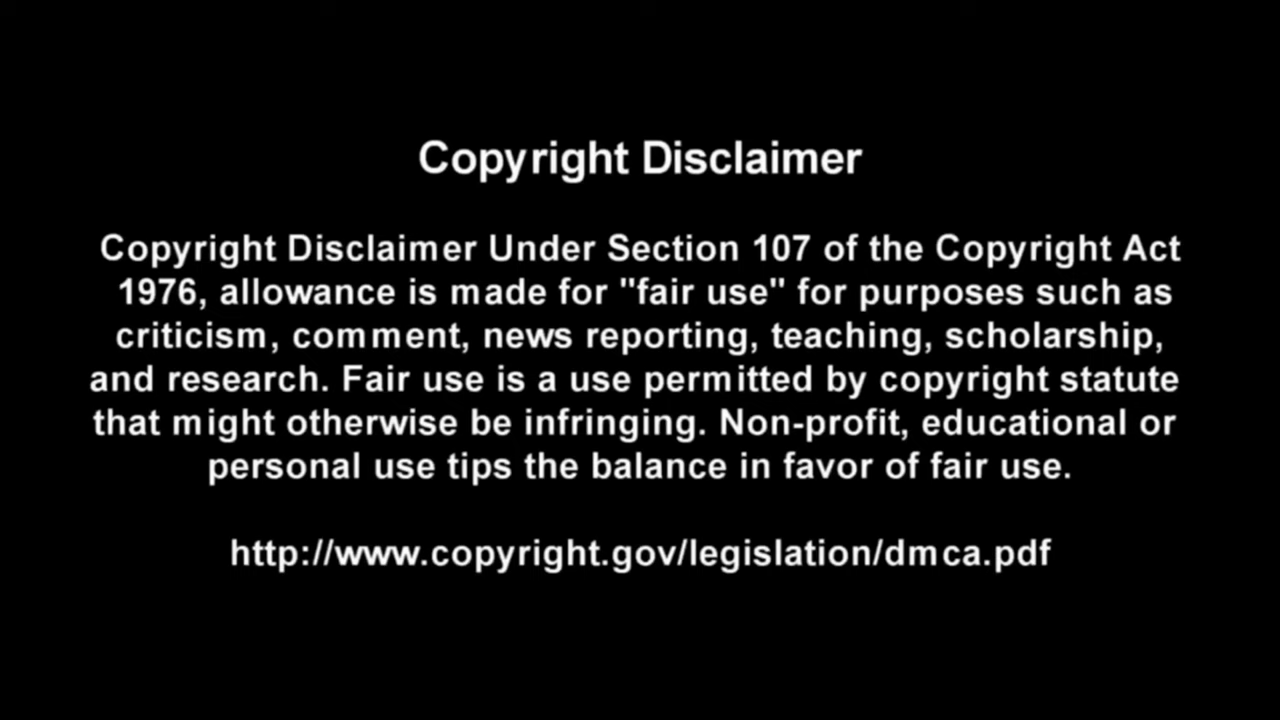 Copyright Disclaimer
Copyright Disclaimer Under Section 107 of the Copyright Act
1976, allowance is made for "fair use" for purposes such as
criticism, comment, news reporting, teaching, scholarship,
and research. Fair use is a use permitted by copyright statute
that might otherwise be infringing. Non-profit, educational or
personal use tips the balance in favor of fair use.
http://www.copyright.gov/legislation/dmca.pdf